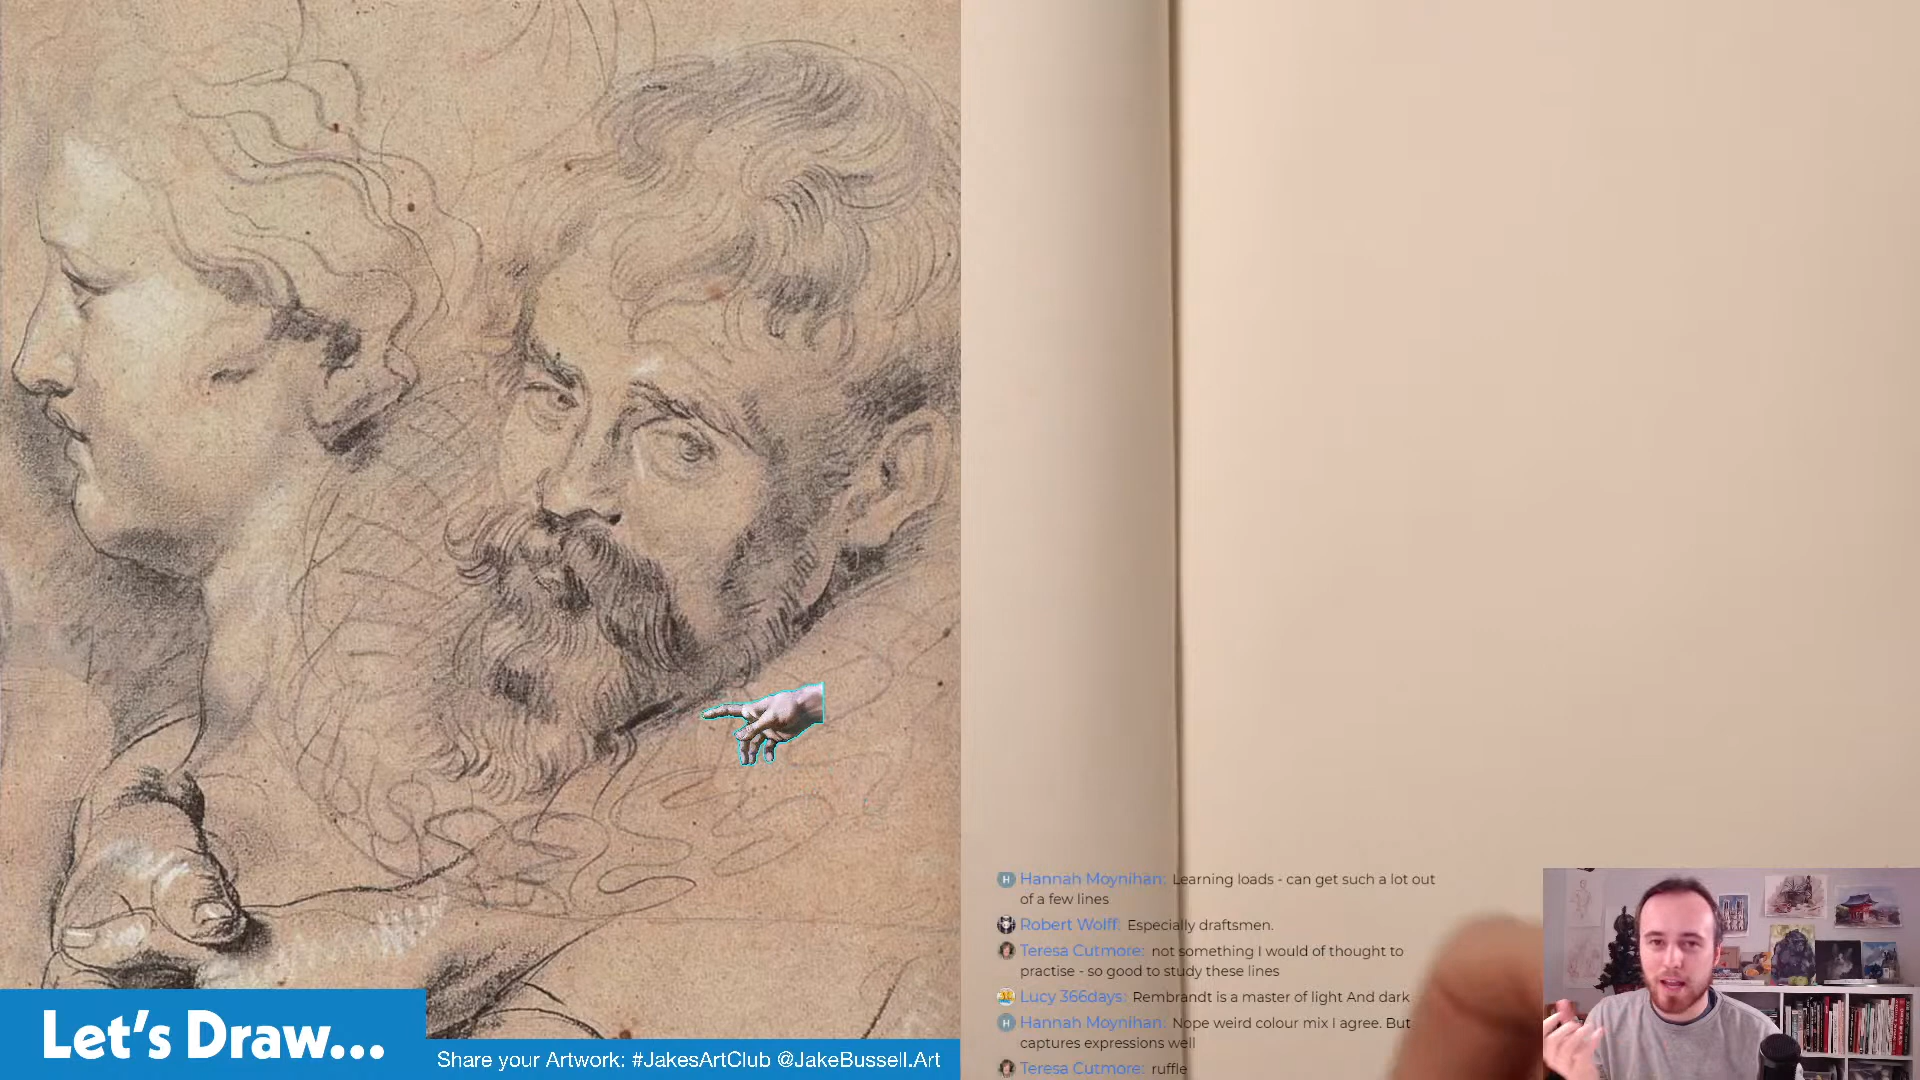 Hannah Moynihan: Learning loads - can get such a lot out
of a few lines
Robert Wolff: Especially draftsmen.
Teresa Cutmore: not something I would of thought to
practise - so good to study these lines
Lucy 366days: Rembrandt is a master of light And dark
Hannah Moynihan: Nope weird colour mix I agree. But
captures expressions well
Teresa Cutmore: ruffle
Let's Draw...
Share your Artwork: #JakesArtClub @JakeBussell.Art